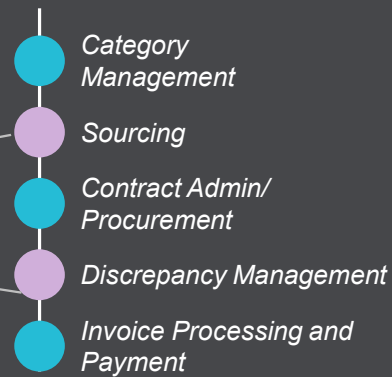 Category
Management
Sourcing
Contract Admin/
Procurement
Discrepancy Management
Invoice Processing and
Payment